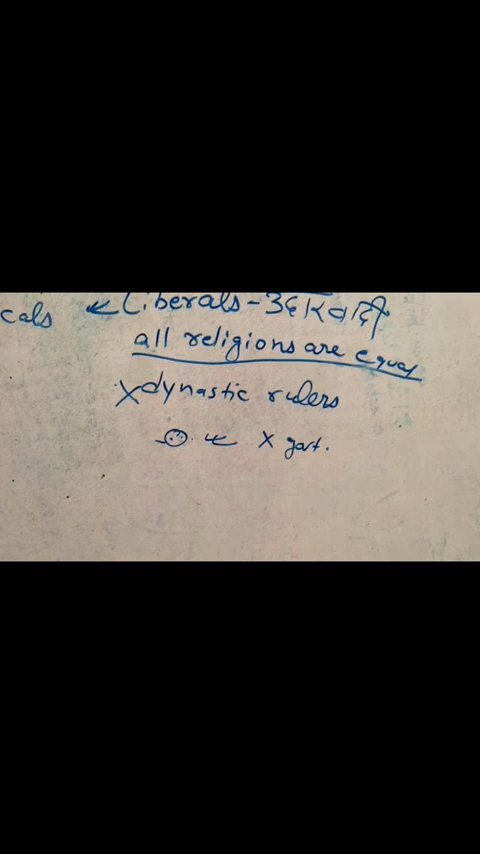 cals ← Liberals - उदारवादी
all religions are equal
X dynastic rulers
← X govt.